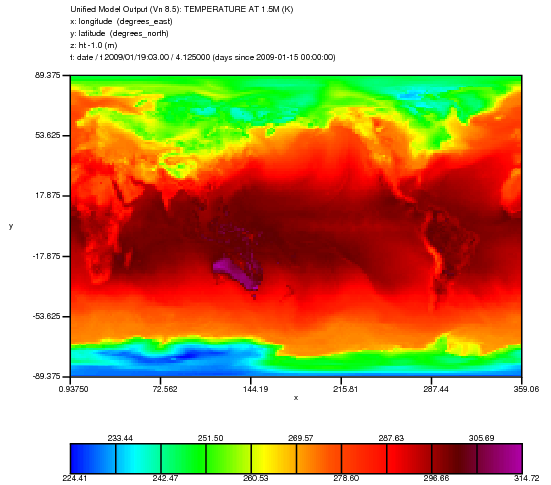 Unified Model Output (Vn 8.5): TEMPERATURE AT 1.5M (K)
x: longitude (degrees_east)
y: latitude (degrees_north)
z: ht -1.0 (m)
t: date / t 2009/01/19:03.00 / 4.125000 (days since 2009-01-15 00:00:00)
89.375
53.625
17.875
y
-17.875
-53.625
-89.375
0.93750 72.562 144.19 215.81 287.44 359.06
x
233.44 251.50 269.57 287.63 305.69
224.41 242.47 260.53 278.60 296.66 314.72